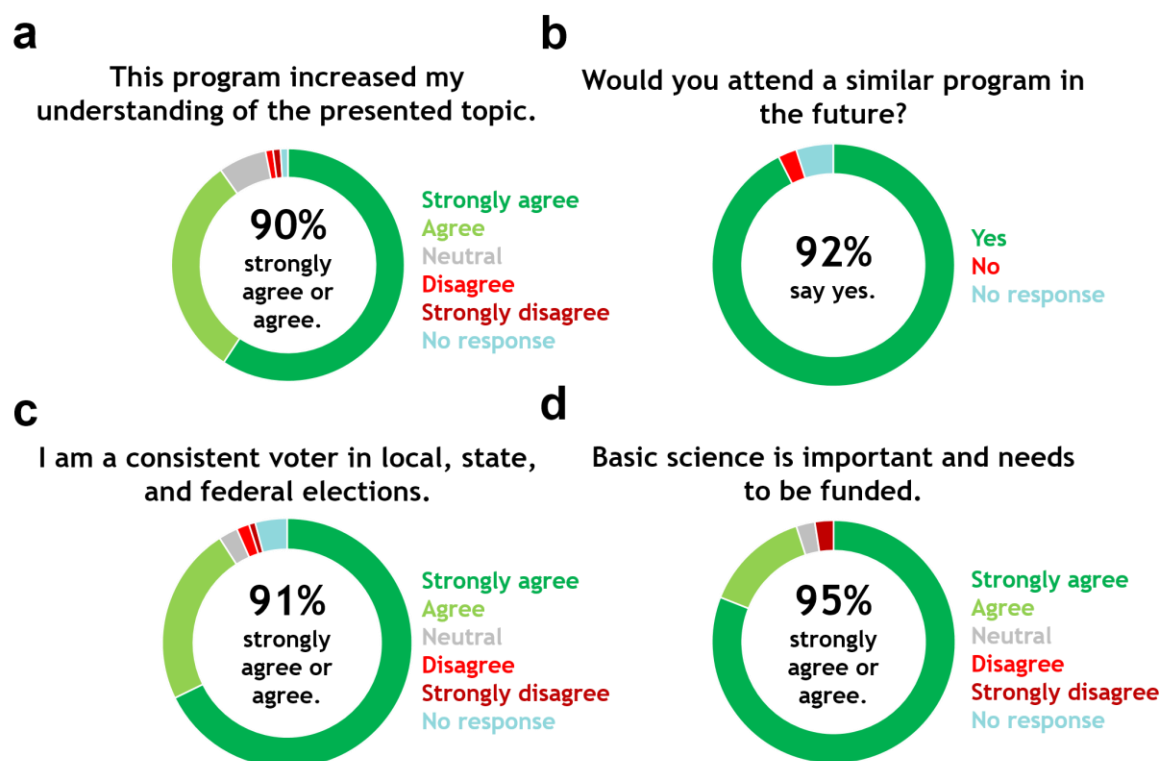 a
This program increased my
understanding of the presented topic.
90%
strongly
agree or
agree.
Strongly agree
Agree
Neutral
Disagree
Strongly disagree
No response
b
Would you attend a similar program in
the future?
92%
say yes.
Yes
No
No response
c
I am a consistent voter in local, state,
and federal elections.
91%
strongly
agree or
agree.
Strongly agree
Agree
Neutral
Disagree
Strongly disagree
No response
d
Basic science is important and needs
to be funded.
95%
strongly
agree or
agree.
Strongly agree
Agree
Neutral
Disagree
Strongly disagree
No response